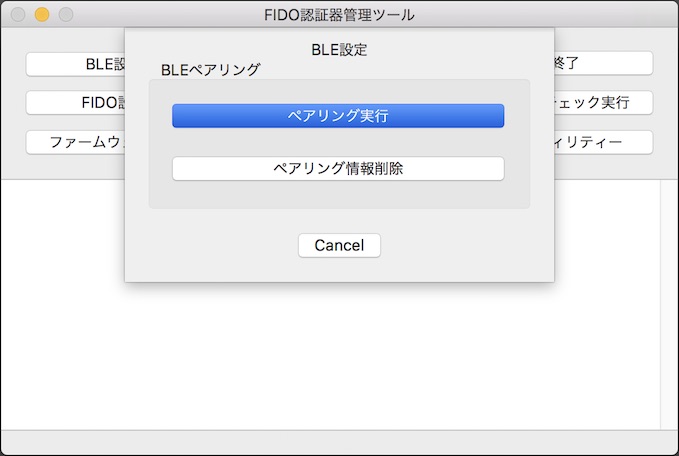 FIDO認証器管理ツール
BLE設定
BLEペアリング
BLE設
終了
ペアリング実行
FIDO認
チェック実行
ペアリング情報削除
ファームウ
ィリティー
Cancel